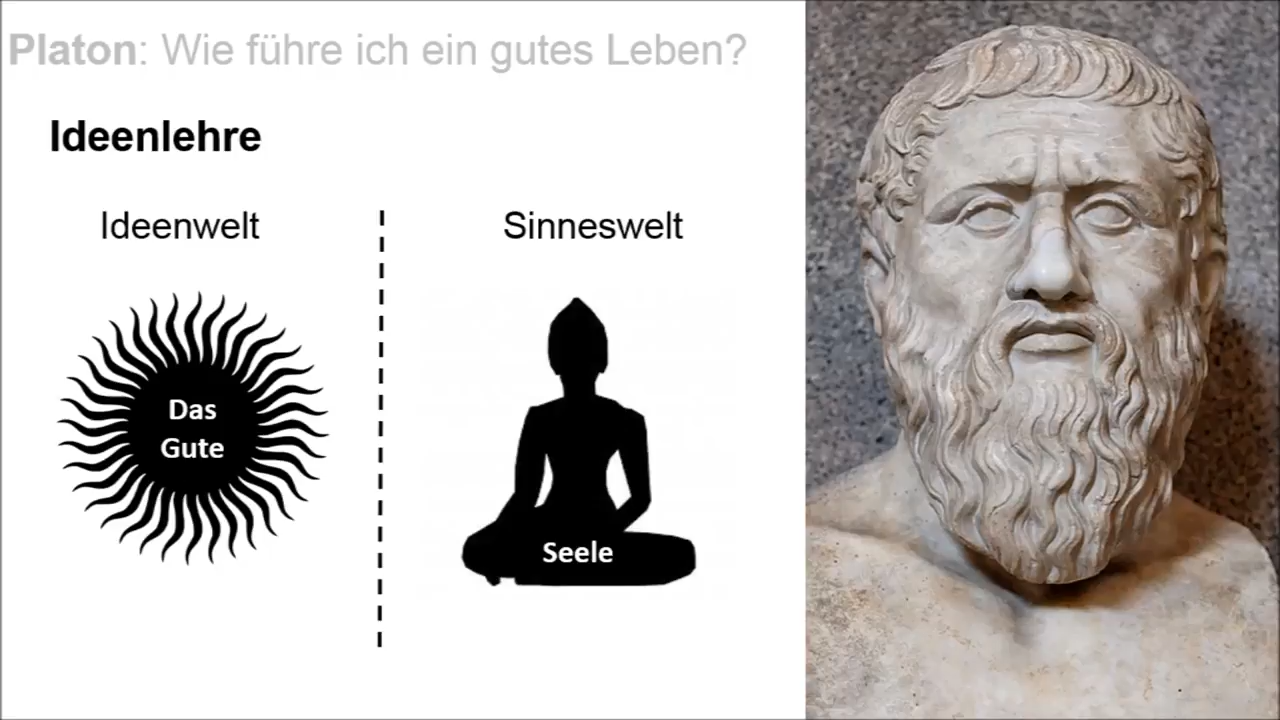 Platon: Wie führe ich ein gutes Leben?
Ideenlehre
Ideenwelt
Sinneswelt
Das
Gute
Seele